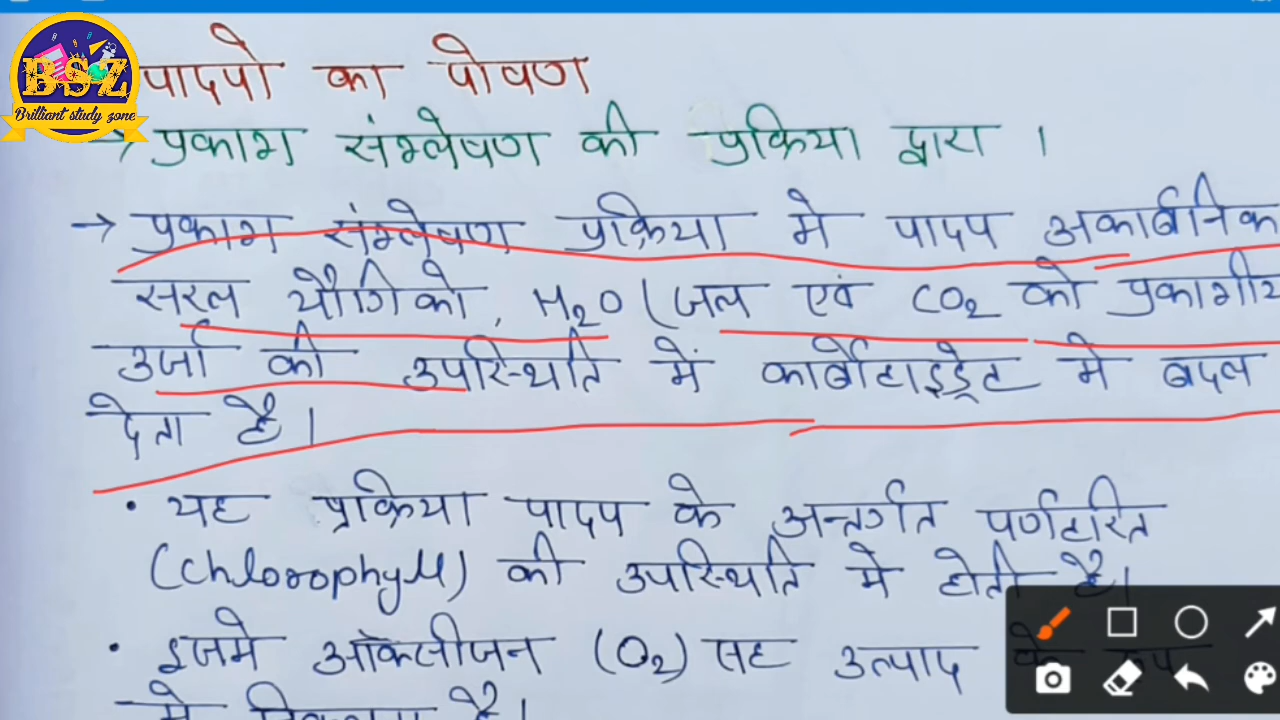 BSZ
Brilliant study zone
पादपो का पोषण
→ प्रकाश संश्लेषण की प्रक्रिया द्वारा ।
→ प्रकाश संश्लेषण प्रक्रिया मे पादप अकार्बनिक
सरल यौगिको, H₂O (जल एवं CO₂ को प्रकाशीय
उर्जा की उपस्थिति में कार्बोहाइड्रेट मे बदल
देता है।
• यह प्रक्रिया पादप के अन्तर्गत पर्णहरित
(chlorophyll) की उपस्थिति मे होती है।
• इजमे ऑक्सीजन (O₂) सह उत्पाद के रूप
मे निकलता है।